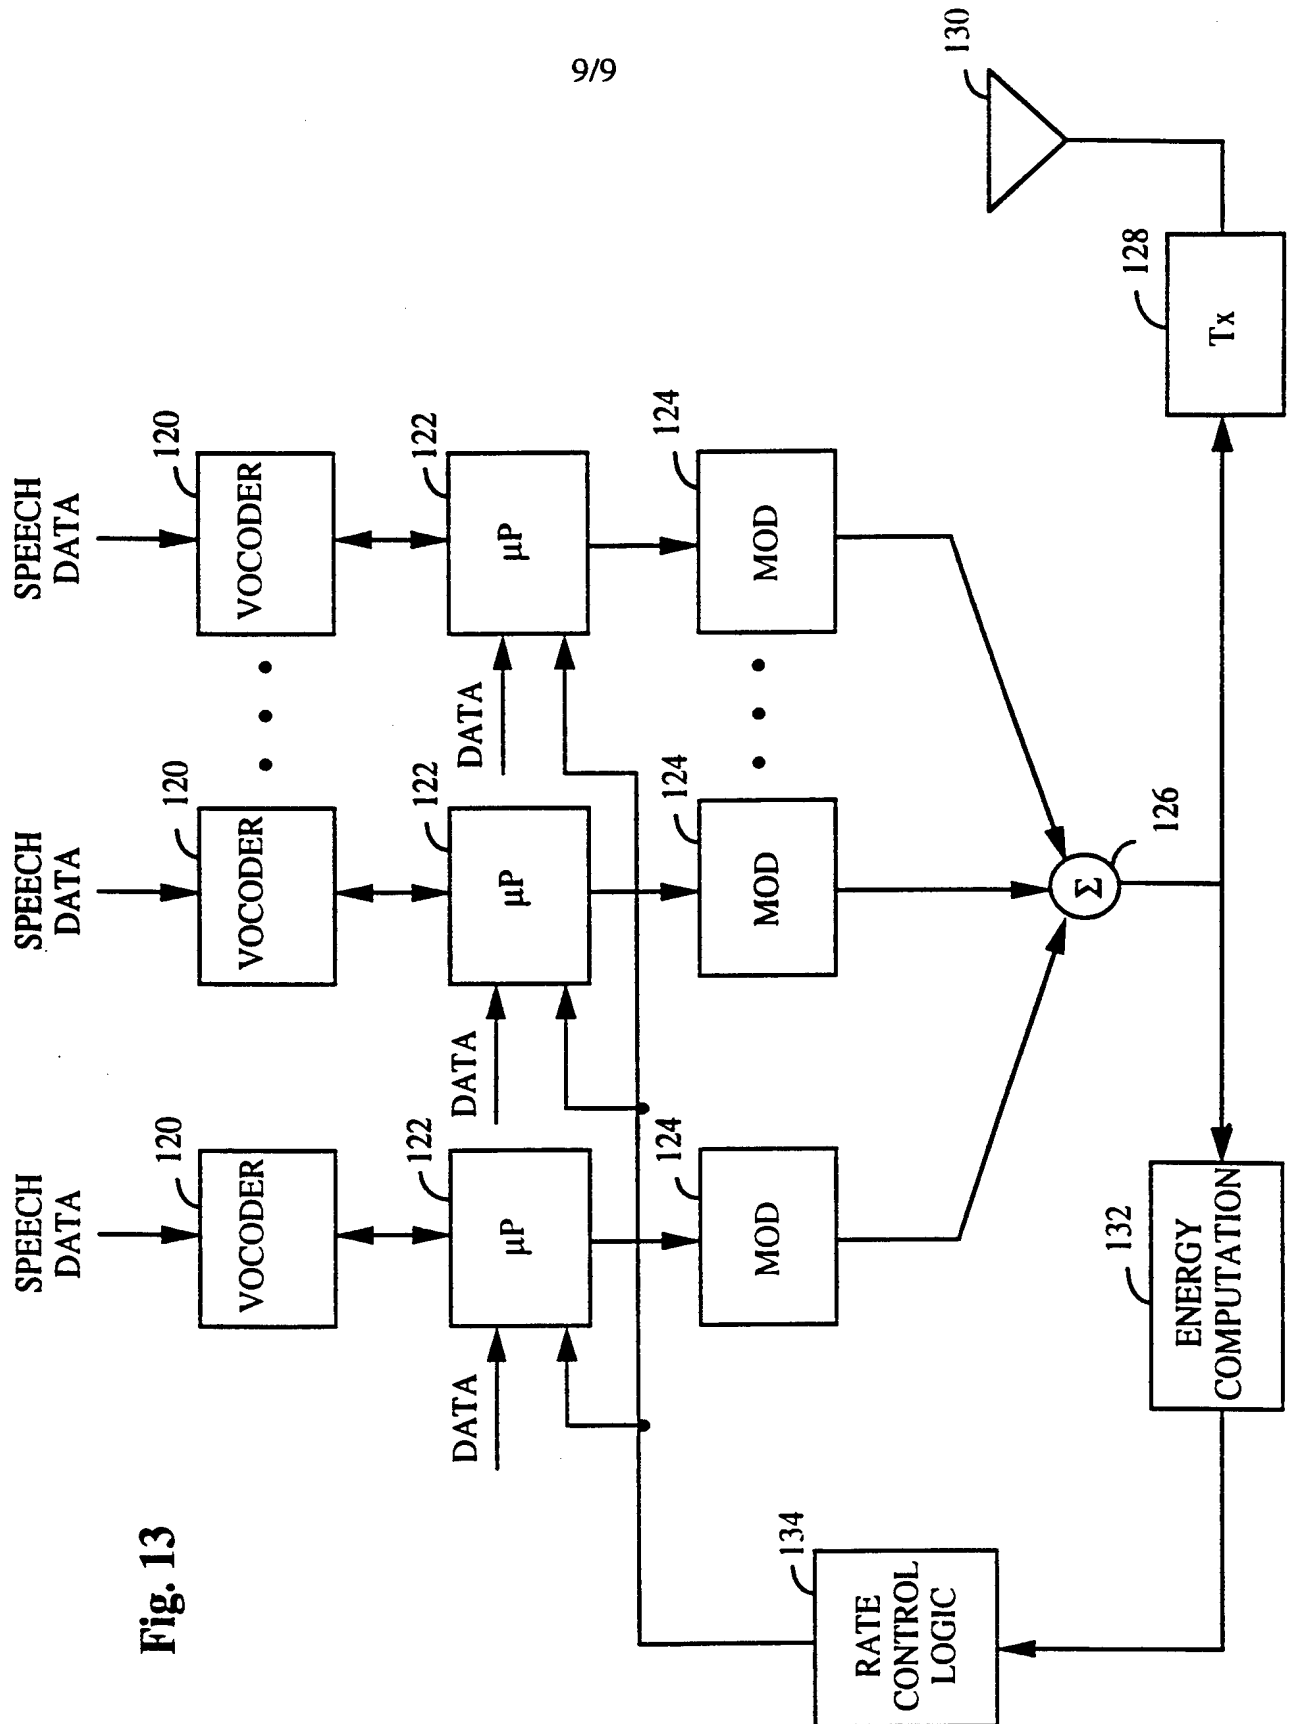 9/9
Fig. 13
SPEECH
DATA
SPEECH
DATA
SPEECH
DATA
120
VOCODER
120
VOCODER
120
VOCODER
122
µP
122
µP
122
µP
DATA
DATA
DATA
124
MOD
124
MOD
124
MOD
Σ
126
134
RATE
CONTROL
LOGIC
132
ENERGY
COMPUTATION
128
Tx
130